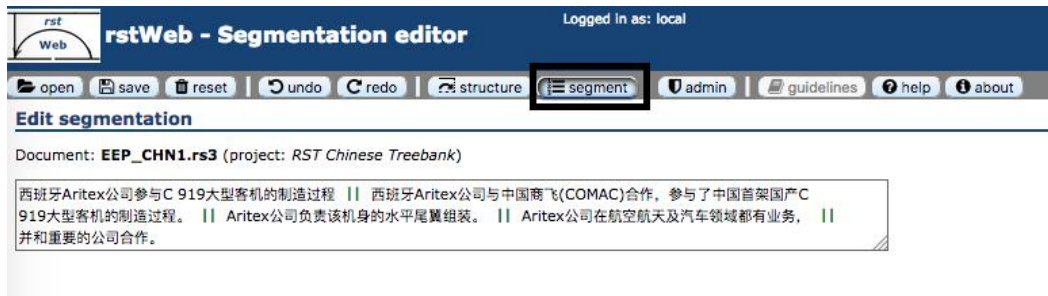 rst
Web
rstWeb - Segmentation editor
Logged in as: local
open save reset undo redo structure segment admin guidelines help about
Edit segmentation
Document: EEP_CHN1.rs3 (project: RST Chinese Treebank)
西班牙Aritex公司参与C 919大型客机的制造过程 || 西班牙Aritex公司与中国商飞(COMAC)合作，参与了中国首架国产C
919大型客机的制造过程。 || Aritex公司负责该机身的水平尾翼组装。 || Aritex公司在航空航天及汽车领域都有业务， ||
并和重要的公司合作。